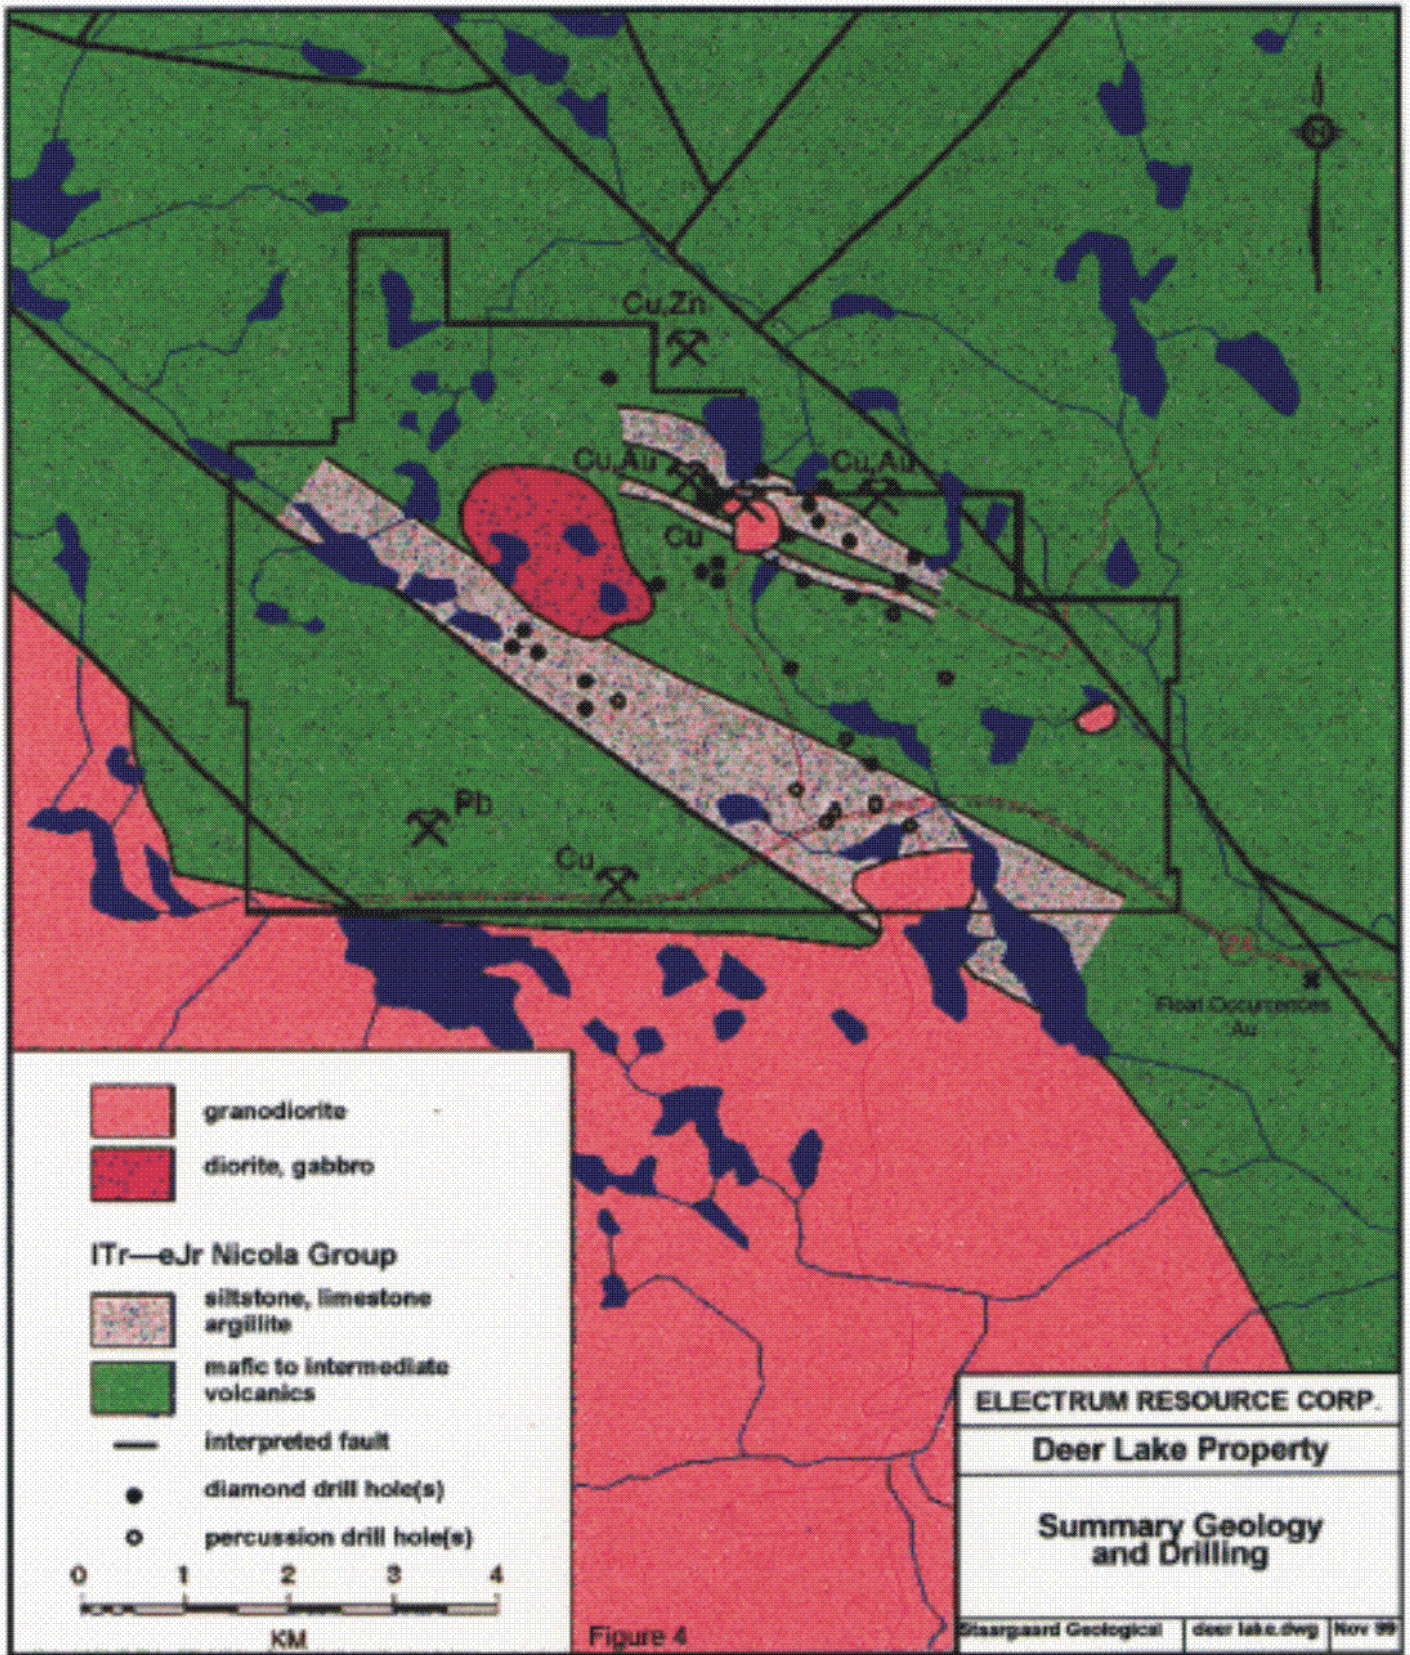 N
Cu,Zn
Cu,Au
Cu,Au
Cu
Pb
Cu
24
Float Occurrences
Au
granodiorite
diorite, gabbro
lTr—eJr Nicola Group
siltstone, limestone
argillite
mafic to intermediate
volcanics
interpreted fault
diamond drill hole(s)
percussion drill hole(s)
0 1 2 3 4
KM
Figure 4
ELECTRUM RESOURCE CORP.
Deer Lake Property
Summary Geology
and Drilling
Staargaard Geological
deer lake.dwg
Nov 99